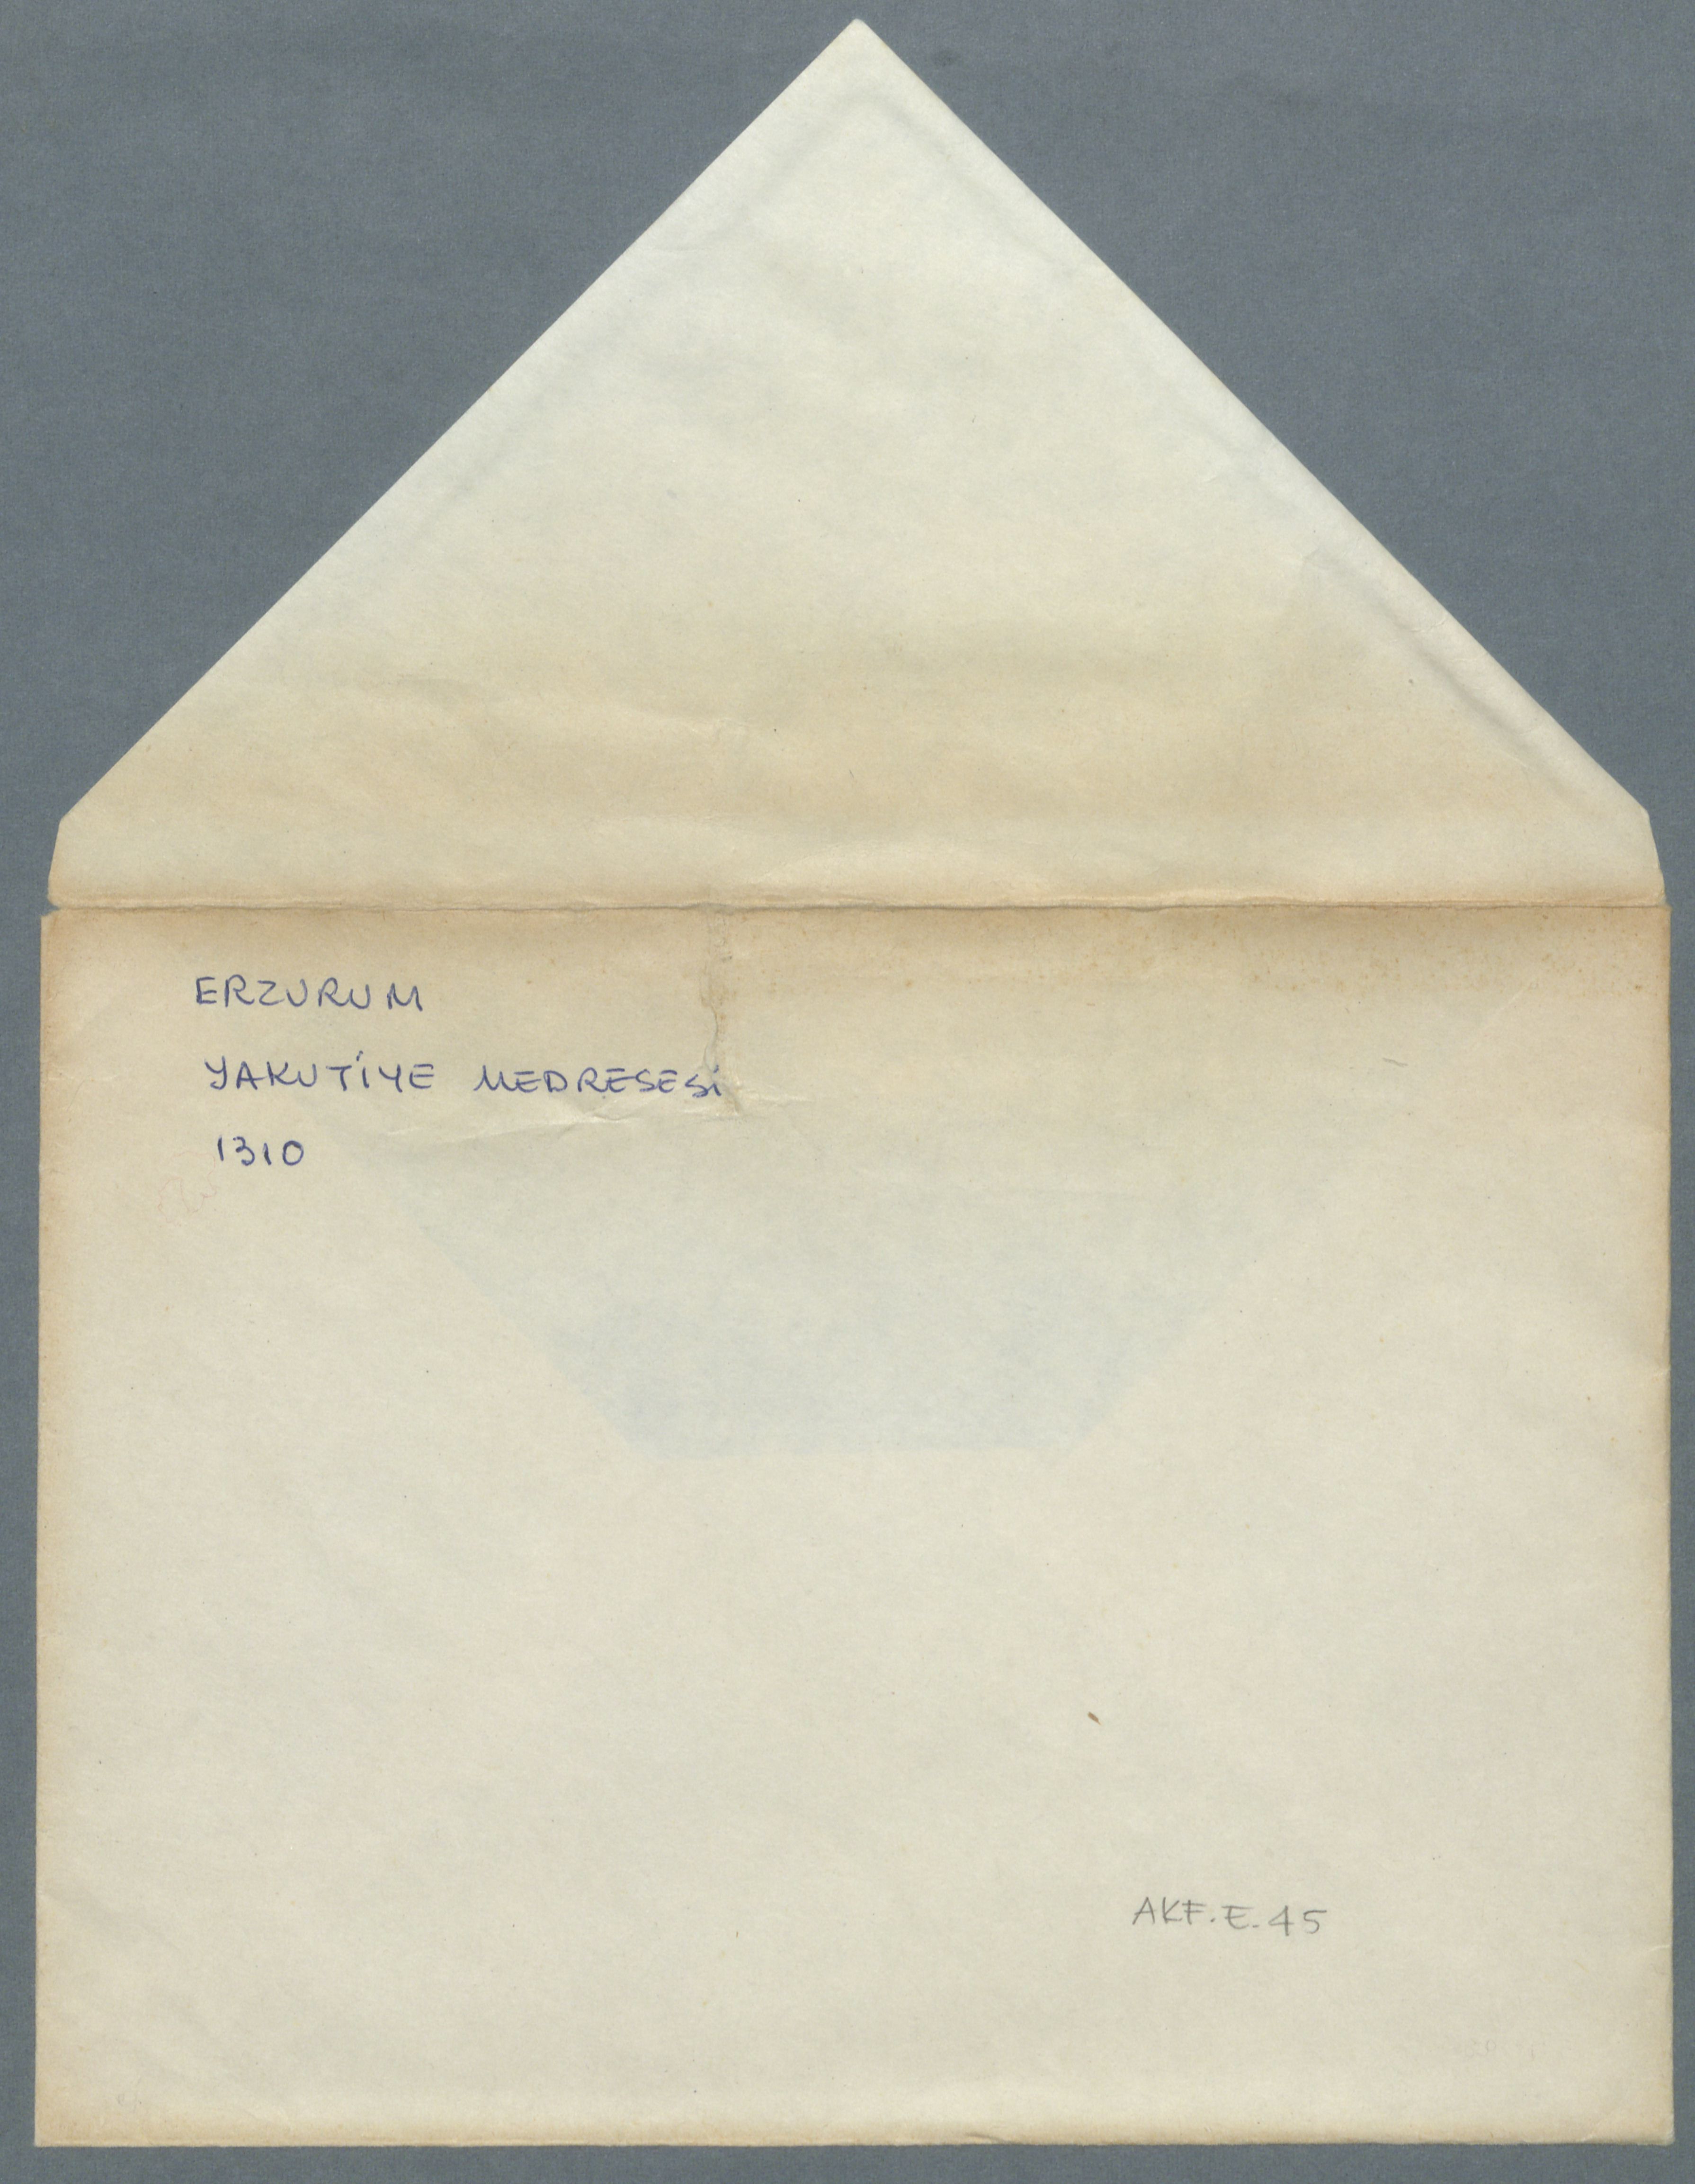 ERZURUM
YAKUTİYE MEDRESESİ
1310
AKF.E.45